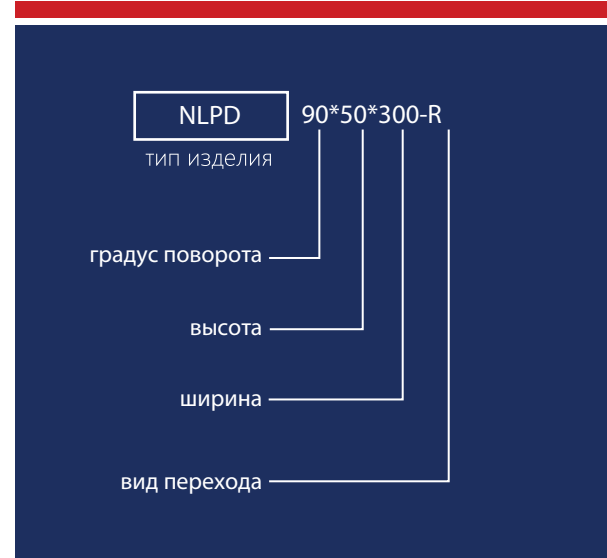 NLPD 90*50*300-R
тип изделия
градус поворота
высота
ширина
вид перехода